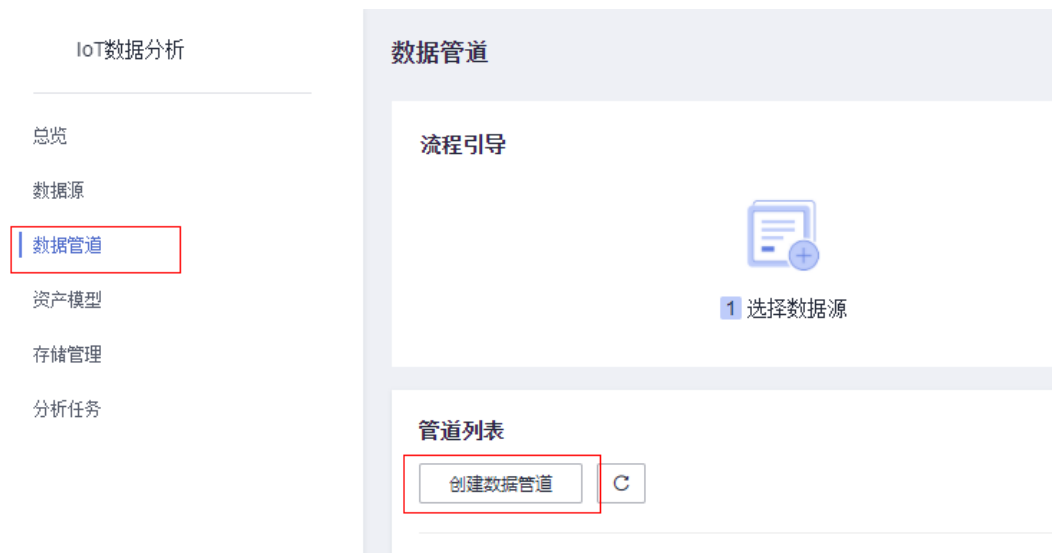 IoT数据分析
总览
数据源
数据管道
资产模型
存储管理
分析任务
数据管道
流程引导
1 选择数据源
管道列表
创建数据管道